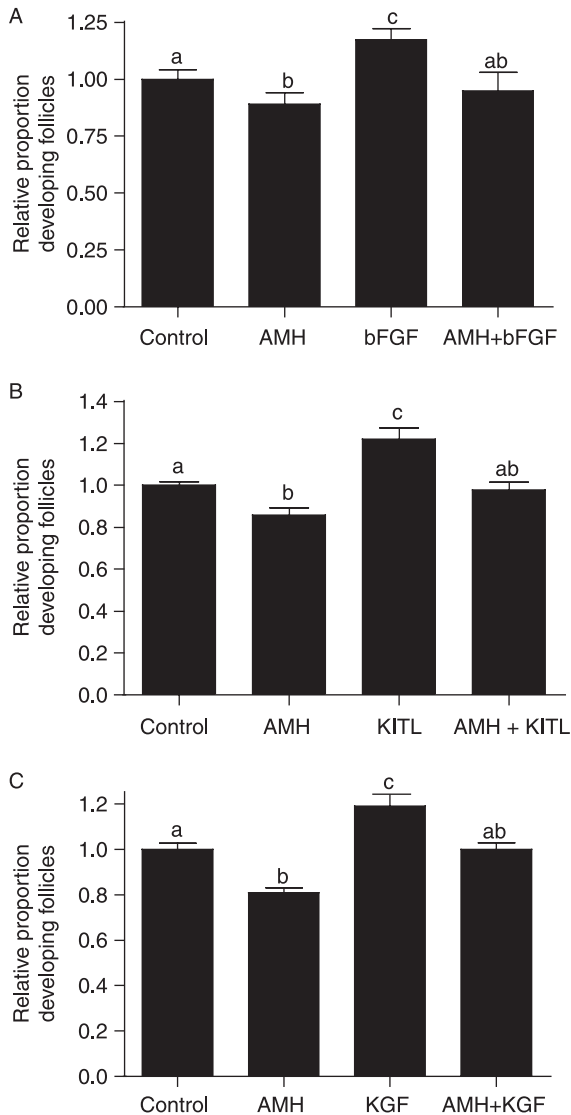 A
Relative proportion
developing follicles
1.25
1.00
0.75
0.50
0.25
0.00
a
b
c
ab
Control AMH bFGF AMH+bFGF
B
Relative proportion
developing follicles
1.4
1.2
1.0
0.8
0.6
0.4
0.2
0.0
a
b
c
ab
Control AMH KITL AMH + KITL
C
Relative proportion
developing follicles
1.2
1.0
0.8
0.6
0.4
0.2
0.0
a
b
c
ab
Control AMH KGF AMH+KGF